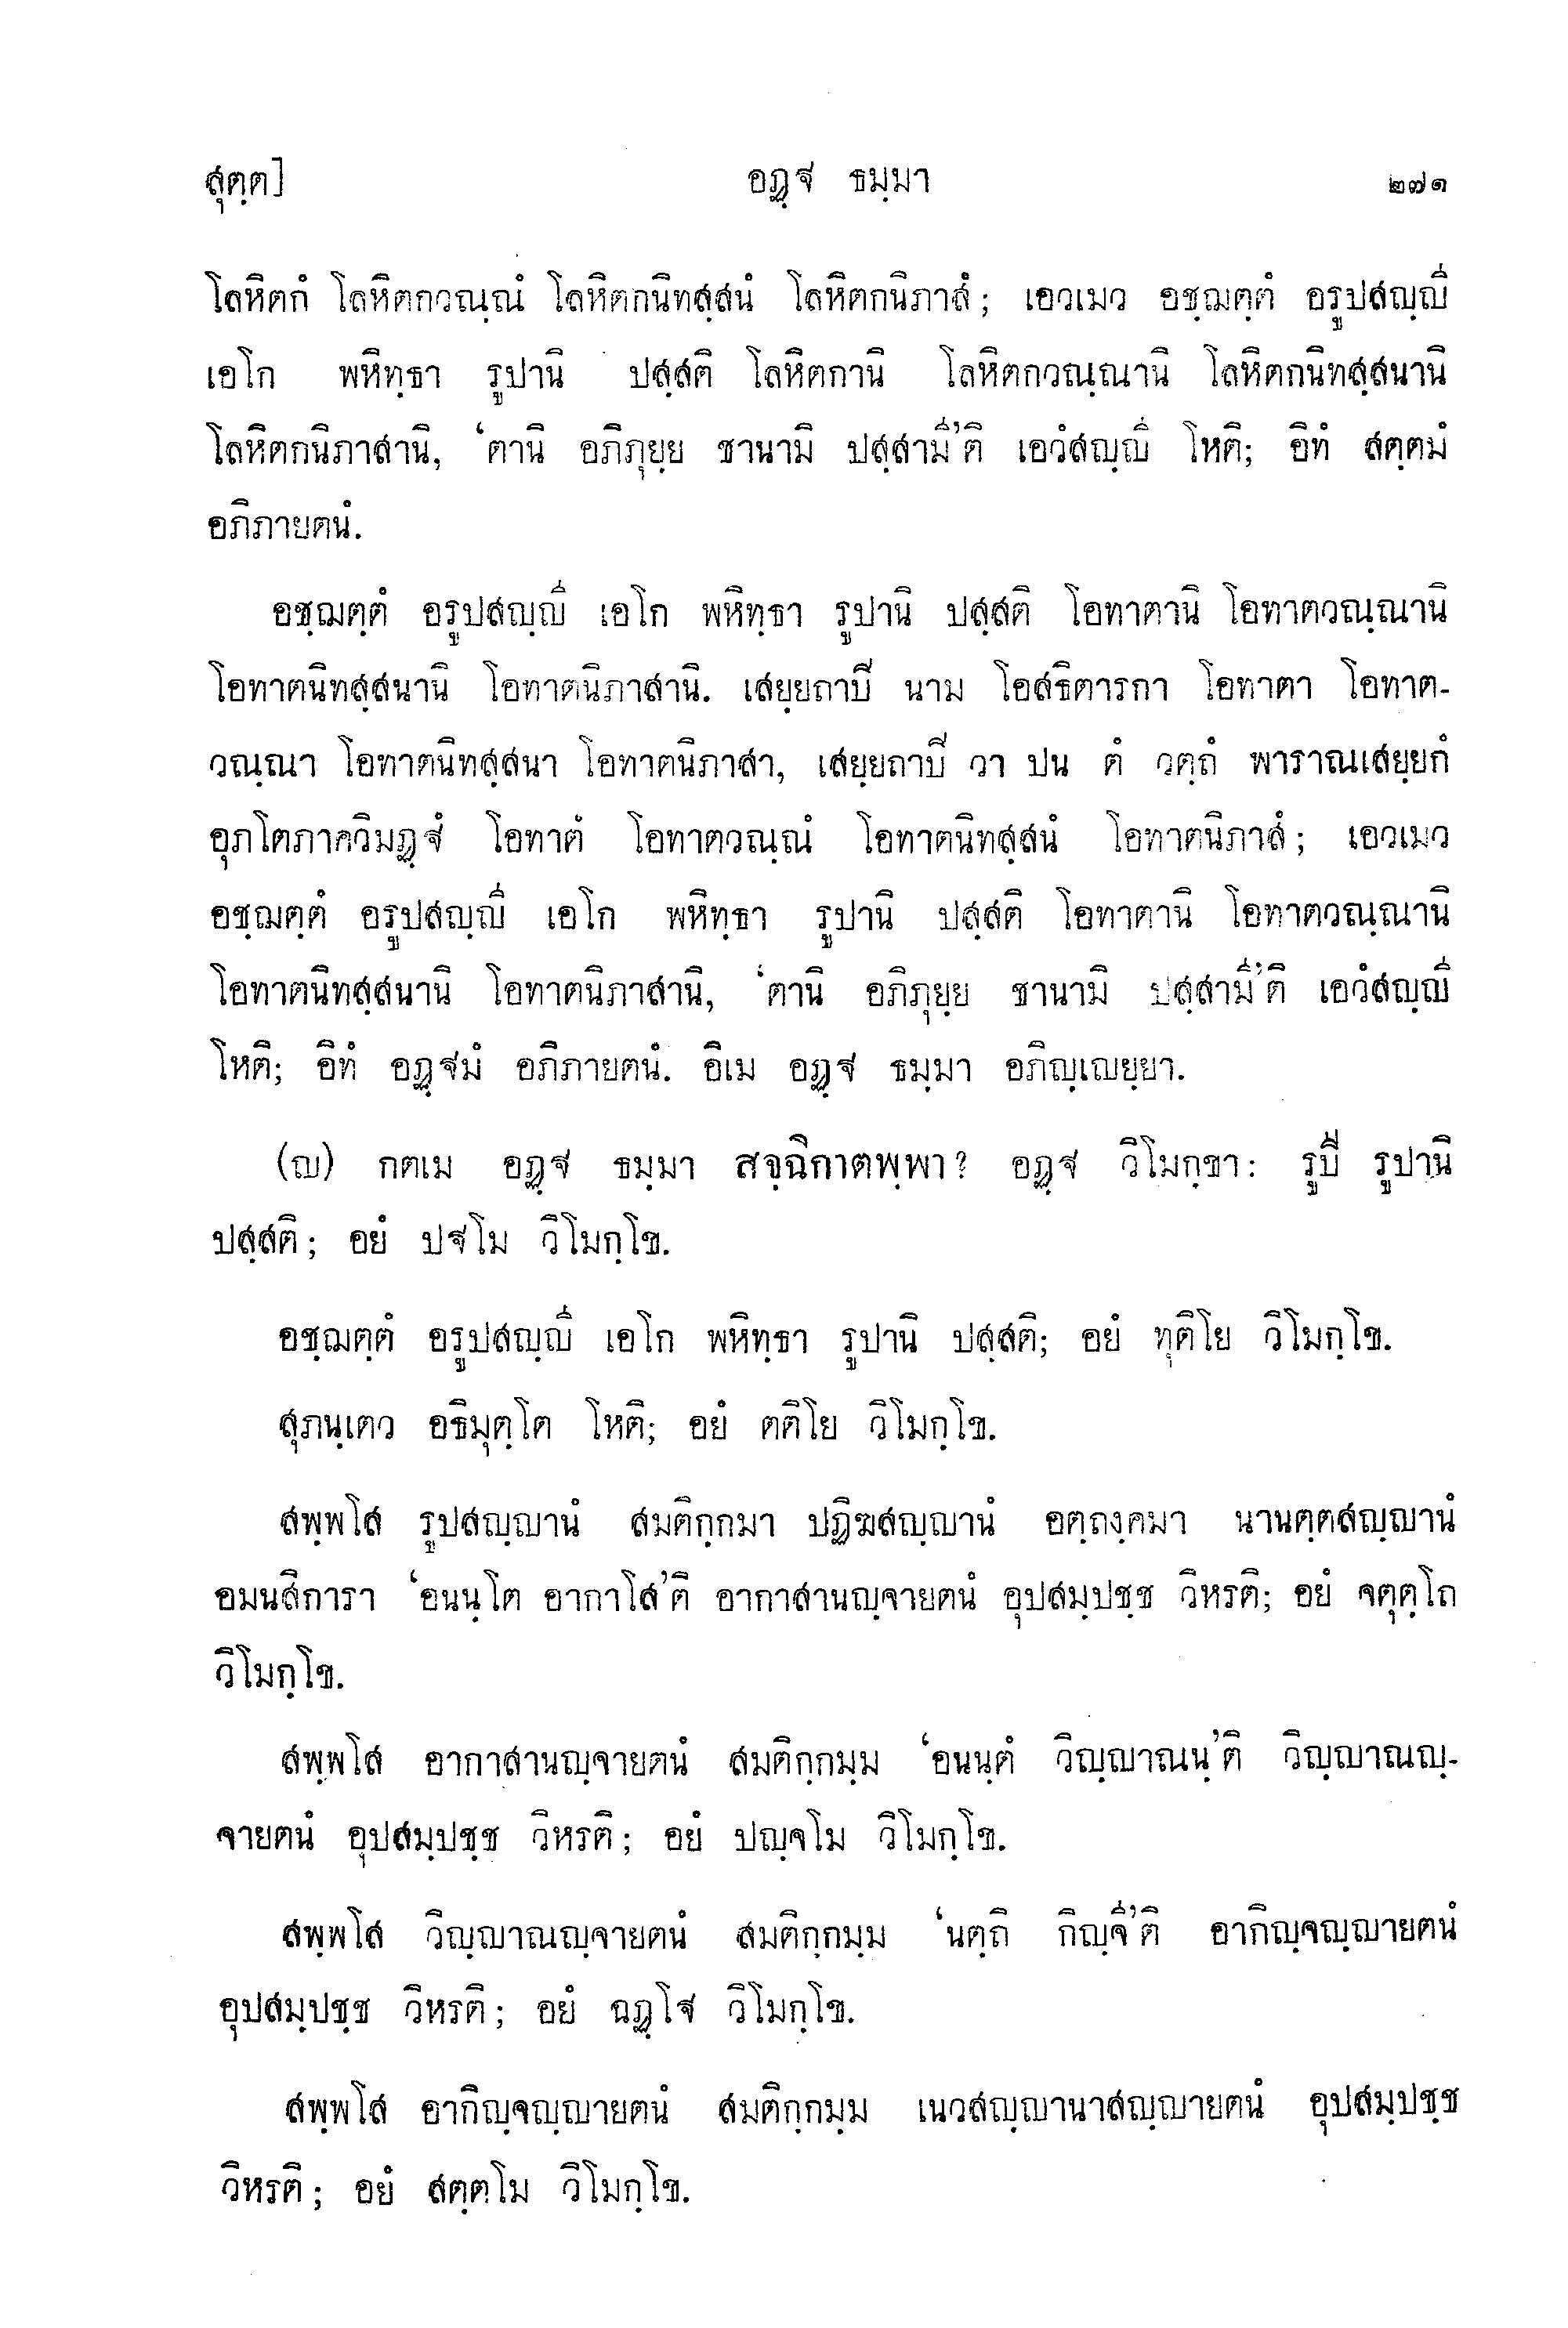 สุตฺต]	อฏฺฐ ธมฺมา	๒๗๑
โลหิตกํ โลหิตกวณฺณํ โลหิตกนิทสฺสนํ โลหิตกนิภาสํ; เอวเมว อชฺฌตฺตํ อรูปสญฺญี
เอโก พหิทฺธา รูปานิ ปสฺสติ โลหิตกานิ โลหิตกวณฺณานิ โลหิตกนิทสฺสนานิ
โลหิตกนิภาสานิ, ‘ตานิ อภิภุยฺย ชานามิ ปสฺสามี’ติ เอวํสญฺญี โหติ; อิทํ สตฺตมํ
อภิภายตนํ.
อชฺฌตฺตํ อรูปสญฺญี เอโก พหิทฺธา รูปานิ ปสฺสติ โอทาตานิ โอทาตวณฺณานิ
โอทาตนิทสฺสนานิ โอทาตนิภาสานิ. เสยฺยถาปิ นาม โอสธิตารกา โอทาตา โอทาต-
วณฺณา โอทาตนิทสฺสนา โอทาตนิภาสา, เสยฺยถาปิ วา ปน ตํ วตฺถํ พาราณเสยฺยกํ
อุภโตภาควิมฏฺฐํ โอทาตํ โอทาตวณฺณํ โอทาตนิทสฺสนํ โอทาตนิภาสํ; เอวเมว
อชฺฌตฺตํ อรูปสญฺญี เอโก พหิทฺธา รูปานิ ปสฺสติ โอทาตานิ โอทาตวณฺณานิ
โอทาตนิทสฺสนานิ โอทาตนิภาสานิ, ‘ตานิ อภิภุยฺย ชานามิ ปสฺสามี’ติ เอวํสญฺญี
โหติ; อิทํ อฏฺฐมํ อภิภายตนํ. อิเม อฏฺฐ ธมฺมา อภิญฺเญยฺยา.
(ญ) กตเม อฏฺฐ ธมฺมา สจฺฉิกาตพฺพา? อฏฺฐ วิโมกฺขา: รูปี รูปานิ
ปสฺสติ; อยํ ปฐโม วิโมกฺโข.
อชฺฌตฺตํ อรูปสญฺญี เอโก พหิทฺธา รูปานิ ปสฺสติ; อยํ ทุติโย วิโมกฺโข.
สุภนฺเตว อธิมุตฺโต โหติ; อยํ ตติโย วิโมกฺโข.
สพฺพโส รูปสญฺญานํ สมติกฺกมา ปฏิฆสญฺญานํ อตฺถงฺคมา นานตฺตสญฺญานํ
อมนสิการา ‘อนนฺโต อากาโส’ติ อากาสานญฺจายตนํ อุปสมฺปชฺช วิหรติ; อยํ จตุตฺโถ
วิโมกฺโข.
สพฺพโส อากาสานญฺจายตนํ สมติกฺกมฺม ‘อนนฺตํ วิญฺญาณนฺ’ติ วิญฺญาณญฺ-
จายตนํ อุปสมฺปชฺช วิหรติ; อยํ ปญฺจโม วิโมกฺโข.
สพฺพโส วิญฺญาณญฺจายตนํ สมติกฺกมฺม ‘นตฺถิ กิญฺจี’ติ อากิญฺจญฺญายตนํ
อุปสมฺปชฺช วิหรติ; อยํ ฉฏฺโฐ วิโมกฺโข.
สพฺพโส อากิญฺจญฺญายตนํ สมติกฺกมฺม เนวสญฺญานาสญฺญายตนํ อุปสมฺปชฺช
วิหรติ; อยํ สตฺตโม วิโมกฺโข.